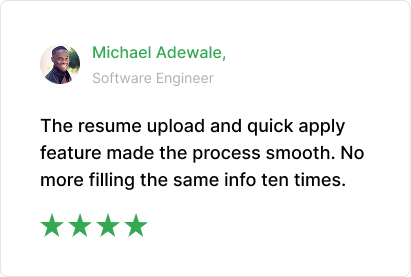 Michael Adewale,
Software Engineer
The resume upload and quick apply
feature made the process smooth. No
more filling the same info ten times.